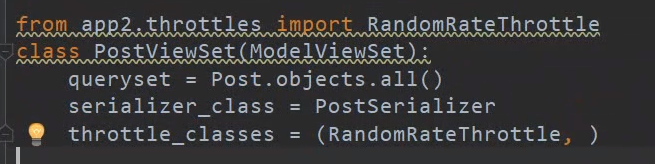 from app2.throttles import RandomRateThrottle
class PostViewSet(ModelViewSet):
queryset = Post.objects.all()
serializer_class = PostSerializer
throttle_classes = (RandomRateThrottle, )